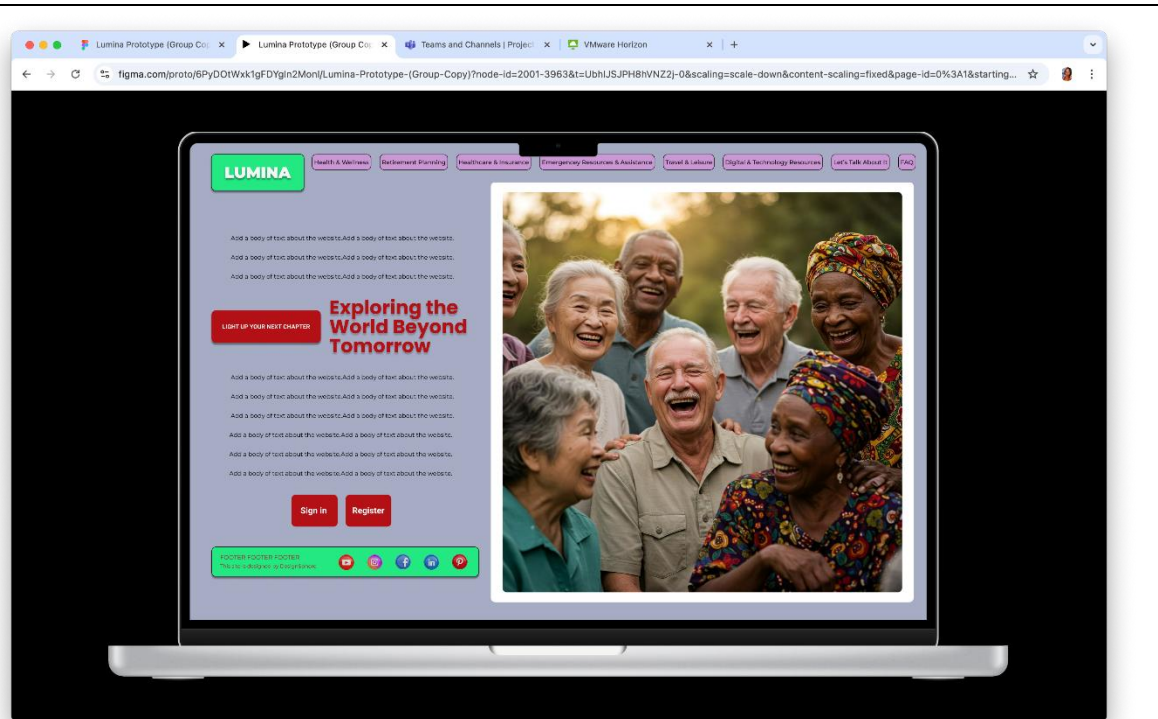 Lumina Prototype (Group Cop
Lumina Prototype (Group Co
Teams and Channels | Project
VMware Horizon
figma.com/proto/6PyDOtWxk1gFDYgIn2MonI/Lumina-Prototype-(Group-Copy)?node-id=2001-3963&t=UbhIJSJPH8hVNZ2j-0&scaling=scale-down&content-scaling=fixed&page-id=0%3A1&starting...
LUMINA
Health & Wellness
Retirement Planning
Healthcare & Insurance
Emergency Resources & Assistance
Travel & Leisure
Digital & Technology Resources
Let's Talk About It
FAQ
Add a body of text about the website.Add a body of text about the website.
Add a body of text about the website.Add a body of text about the website.
Add a body of text about the website.Add a body of text about the website.
LIGHT UP YOUR NEXT CHAPTER
Exploring the
World Beyond
Tomorrow
Add a body of text about the website.Add a body of text about the website.
Add a body of text about the website.Add a body of text about the website.
Add a body of text about the website.Add a body of text about the website.
Add a body of text about the website.Add a body of text about the website.
Add a body of text about the website.Add a body of text about the website.
Add a body of text about the website.Add a body of text about the website.
Sign in
Register
FOOTER FOOTER FOOTER
This site is designed by